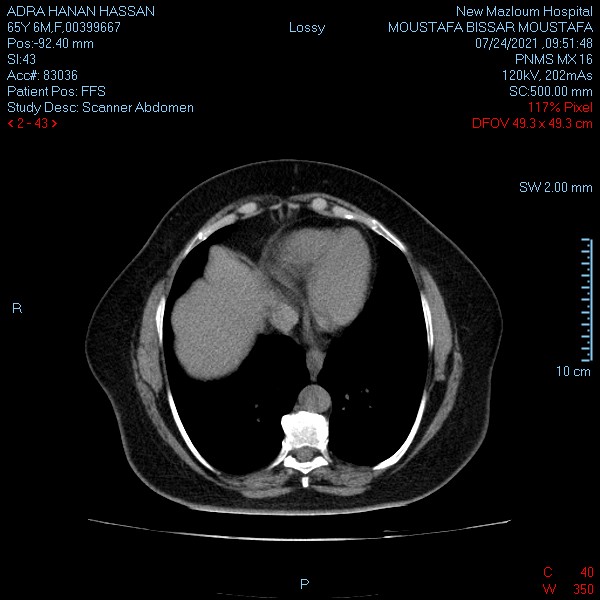 ADRA HANAN HASSAN
65Y 6M,F,00399667
Pos:-92.40 mm
SI:43
Acc#: 83036
Patient Pos: FFS
Study Desc: Scanner Abdomen
< 2 - 43 >
Lossy
New Mazloum Hospital
MOUSTAFA BISSAR MOUSTAFA
07/24/2021 ,09:51:48
PNMS MX 16
120kV, 202mAs
SC:500.00 mm
117% Pixel
DFOV 49.3 x 49.3 cm
SW 2.00 mm
R
10 cm
P
C 40
W 350